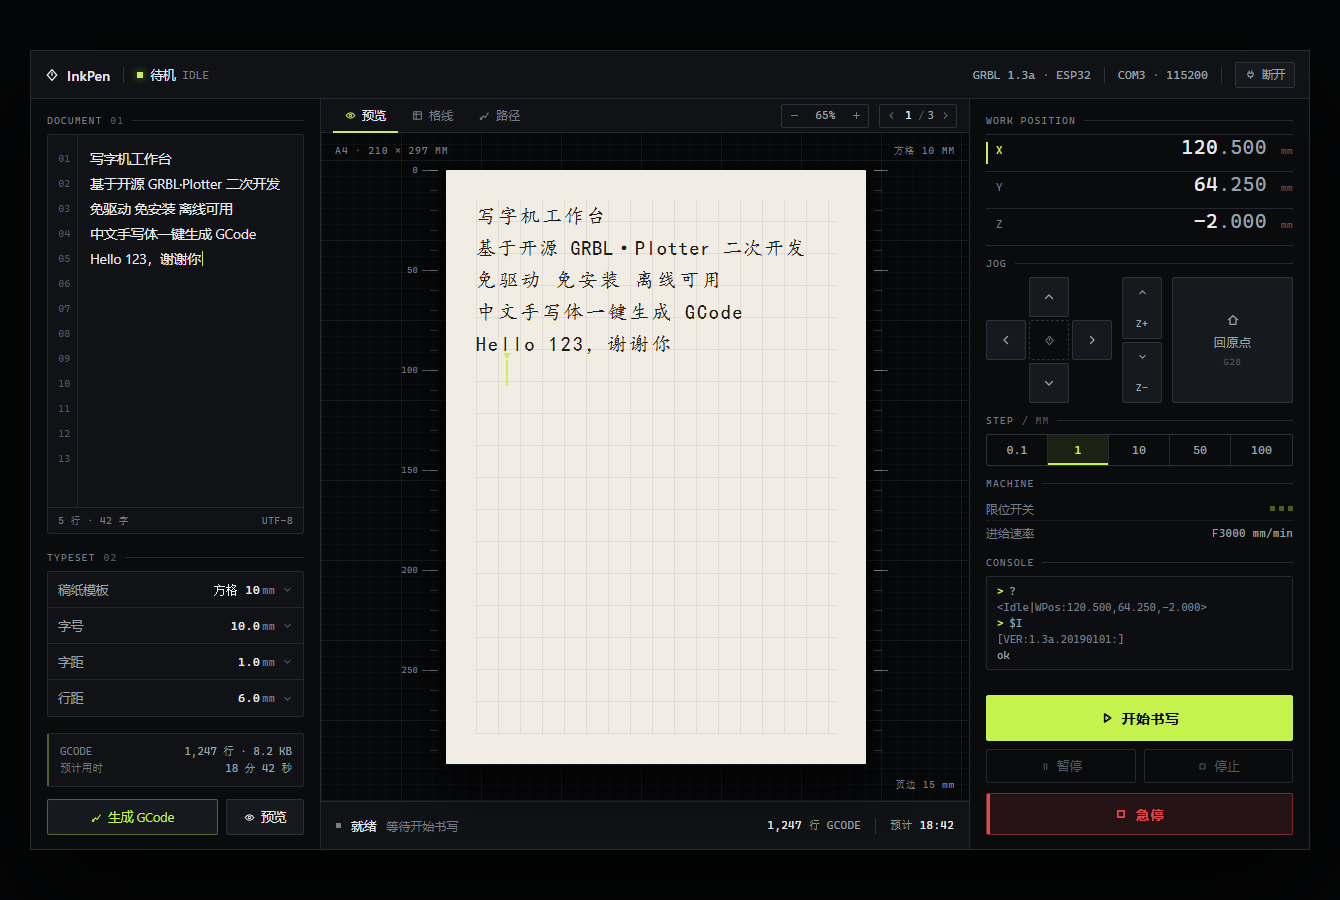 InkPen 待机 IDLE
GRBL 1.3a · ESP32 COM3 · 115200 断开
DOCUMENT 01
01 写字机工作台
02 基于开源 GRBL·Plotter 二次开发
03 免驱动 免安装 离线可用
04 中文手写体一键生成 GCode
05 Hello 123，谢谢你
06
07
08
09
10
11
12
13
5 行 · 42 字 UTF-8
TYPESET 02
稿纸模板 方格 10 mm
字号 10.0 mm
字距 1.0 mm
行距 6.0 mm
GCODE 1,247 行 · 8.2 KB
预计用时 18 分 42 秒
生成 GCode 预览
预览 格线 路径
− 65% + 1 / 3
A4 · 210 × 297 MM 方格 10 MM
0
50
100
150
200
250
写字机工作台
基于开源 GRBL·Plotter 二次开发
免驱动 免安装 离线可用
中文手写体一键生成 GCode
Hello 123, 谢谢你
页边 15 mm
就绪 等待开始书写 1,247 行 GCODE 预计 18:42
WORK POSITION
X 120.500 mm
Y 64.250 mm
Z −2.000 mm
JOG
Z+
Z−
回原点
G28
STEP / MM
0.1 1 10 50 100
MACHINE
限位开关
进给速率 F3000 mm/min
CONSOLE
> ?
<Idle|WPos:120.500,64.250,−2.000>
> $I
[VER:1.3a.20190101:]
ok
开始书写
暂停 停止
急停